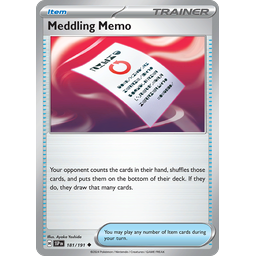 Item
TRAINER
Meddling Memo
Your opponent counts the cards in their hand, shuffles those
cards, and puts them on the bottom of their deck. If they
do, they draw that many cards.
Illus. Ayaka Yoshida
181/191
You may play any number of Item cards during
your turn.